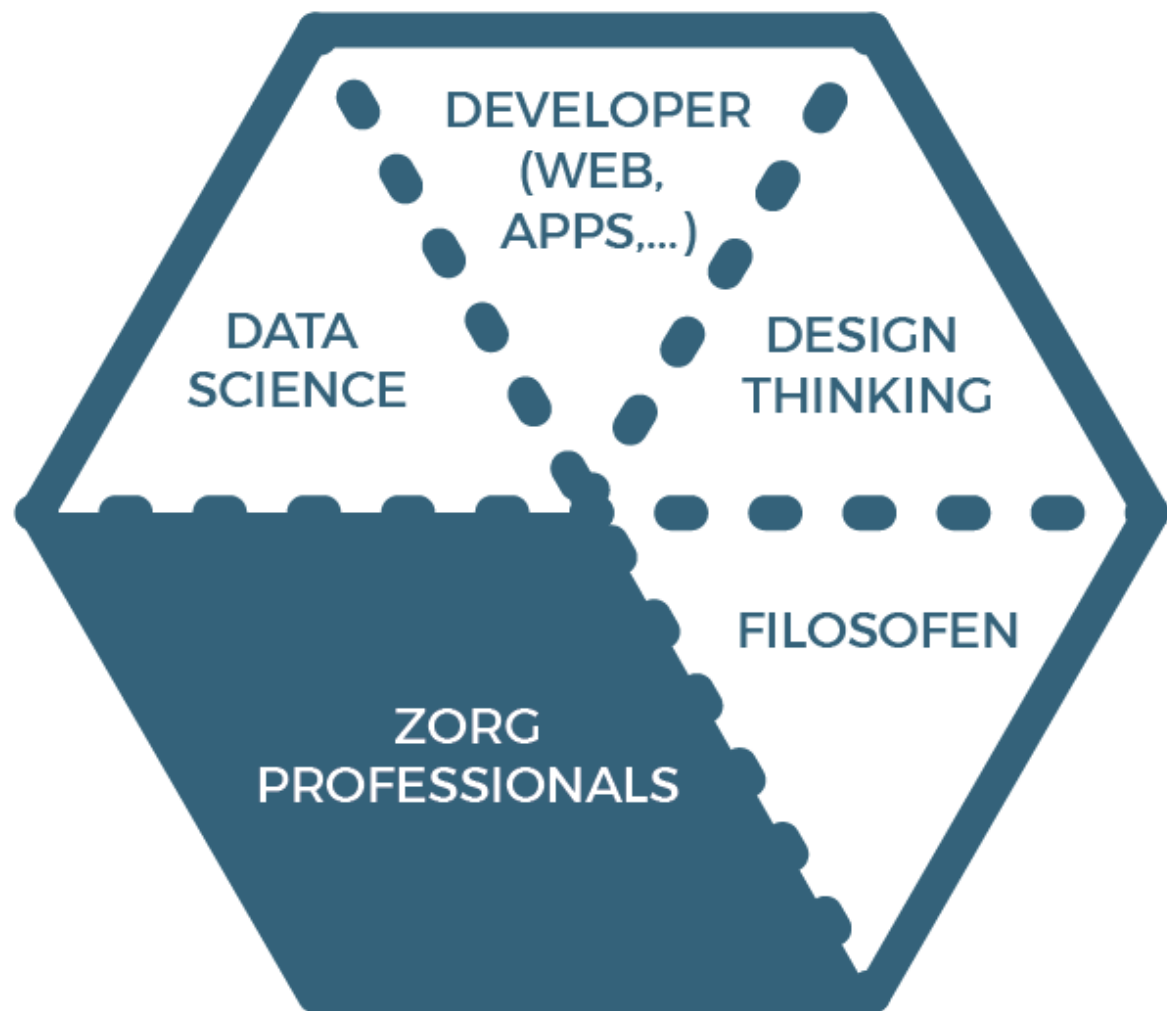 DEVELOPER
(WEB,
APPS,...)
DATA
SCIENCE
DESIGN
THINKING
FILOSOFEN
ZORG
PROFESSIONALS